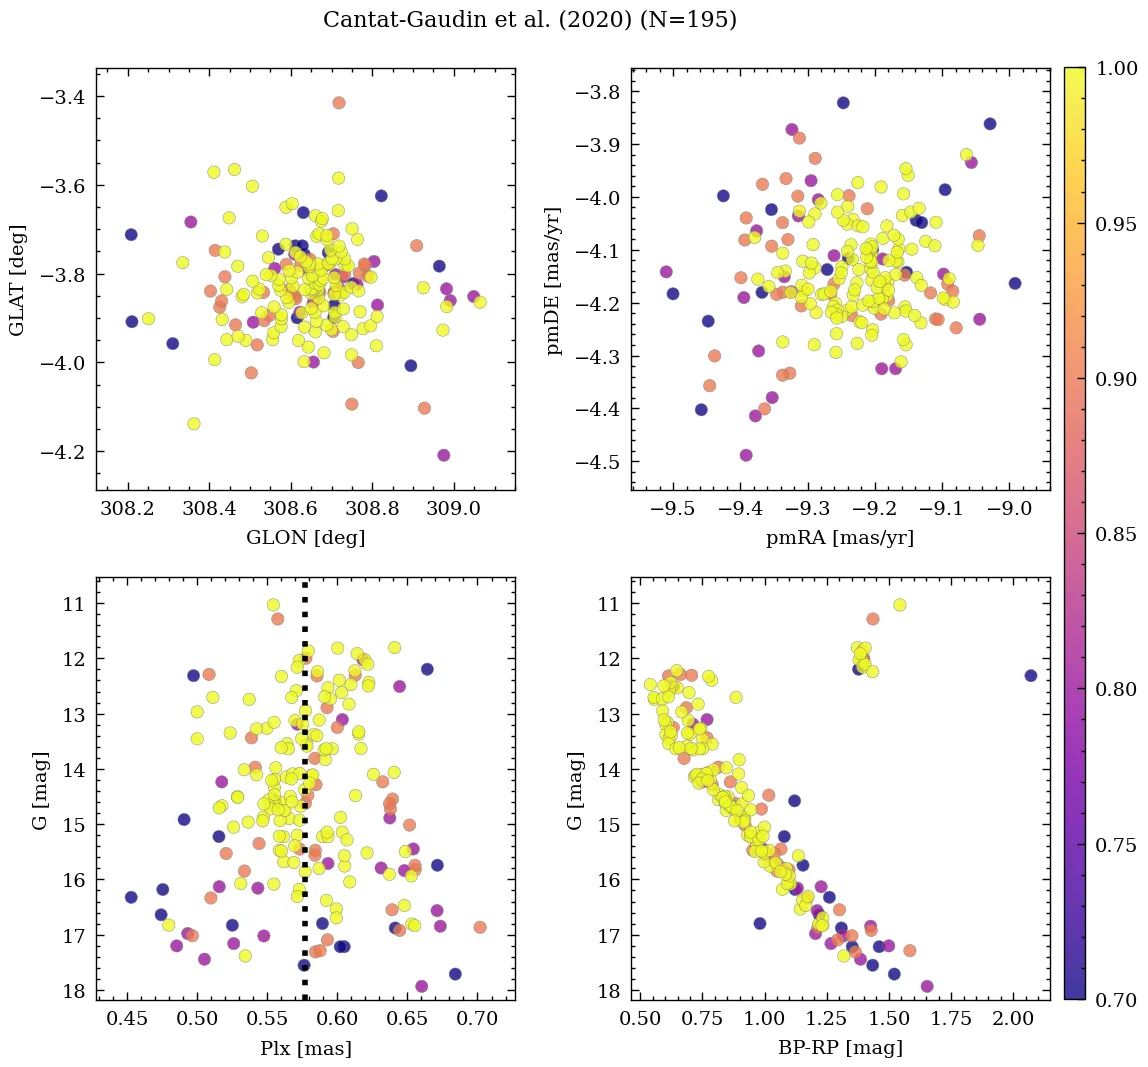 Cantat-Gaudin et al. (2020) (N=195)
−3.4
−3.6
−3.8
−4.0
−4.2
GLAT [deg]
308.2 308.4 308.6 308.8 309.0
GLON [deg]
−3.8
−3.9
−4.0
−4.1
−4.2
−4.3
−4.4
−4.5
pmDE [mas/yr]
−9.5 −9.4 −9.3 −9.2 −9.1 −9.0
pmRA [mas/yr]
11
12
13
14
15
16
17
18
G [mag]
0.45 0.50 0.55 0.60 0.65 0.70
Plx [mas]
11
12
13
14
15
16
17
18
G [mag]
0.50 0.75 1.00 1.25 1.50 1.75 2.00
BP-RP [mag]
1.00
0.95
0.90
0.85
0.80
0.75
0.70